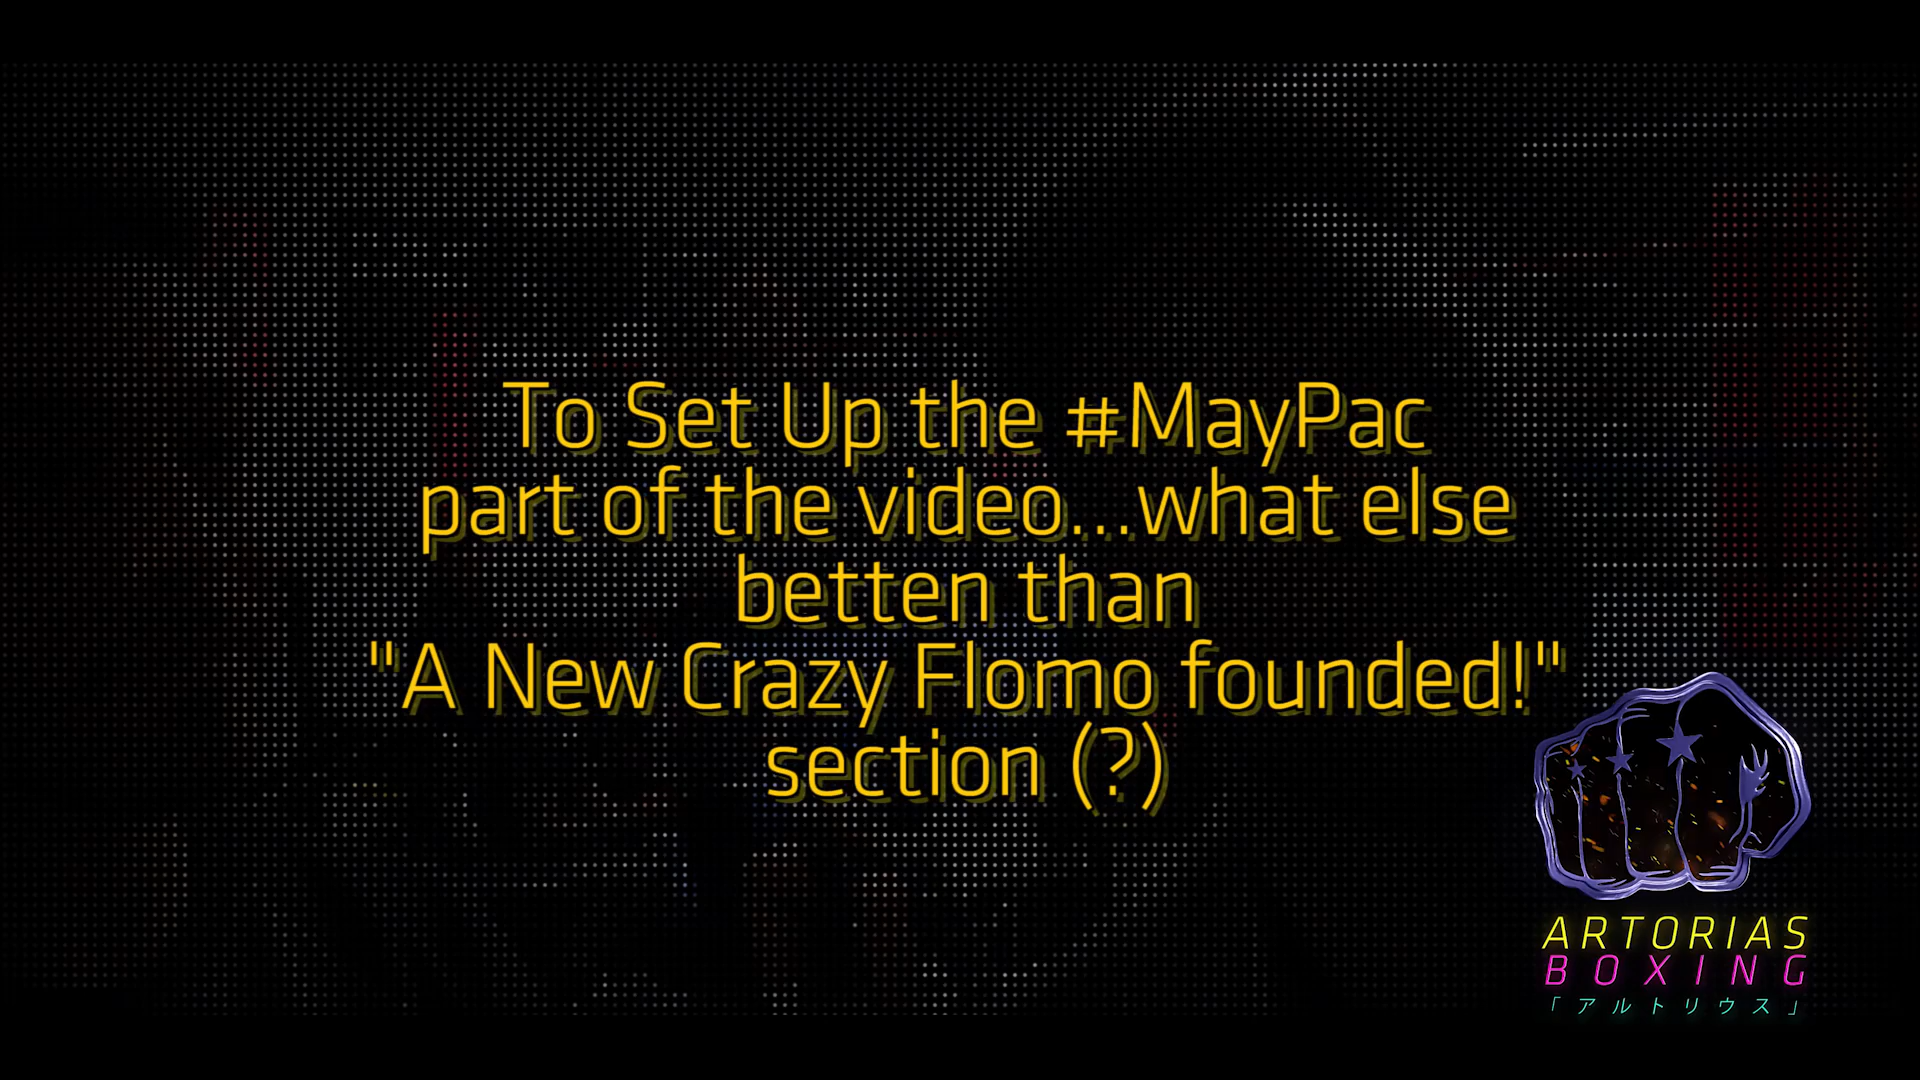 To Set Up the #MayPac
part of the video...what else
betten than
"A New Crazy Flomo founded!"
section (?)
ARTORIAS
BOXING
「アルトリウス」